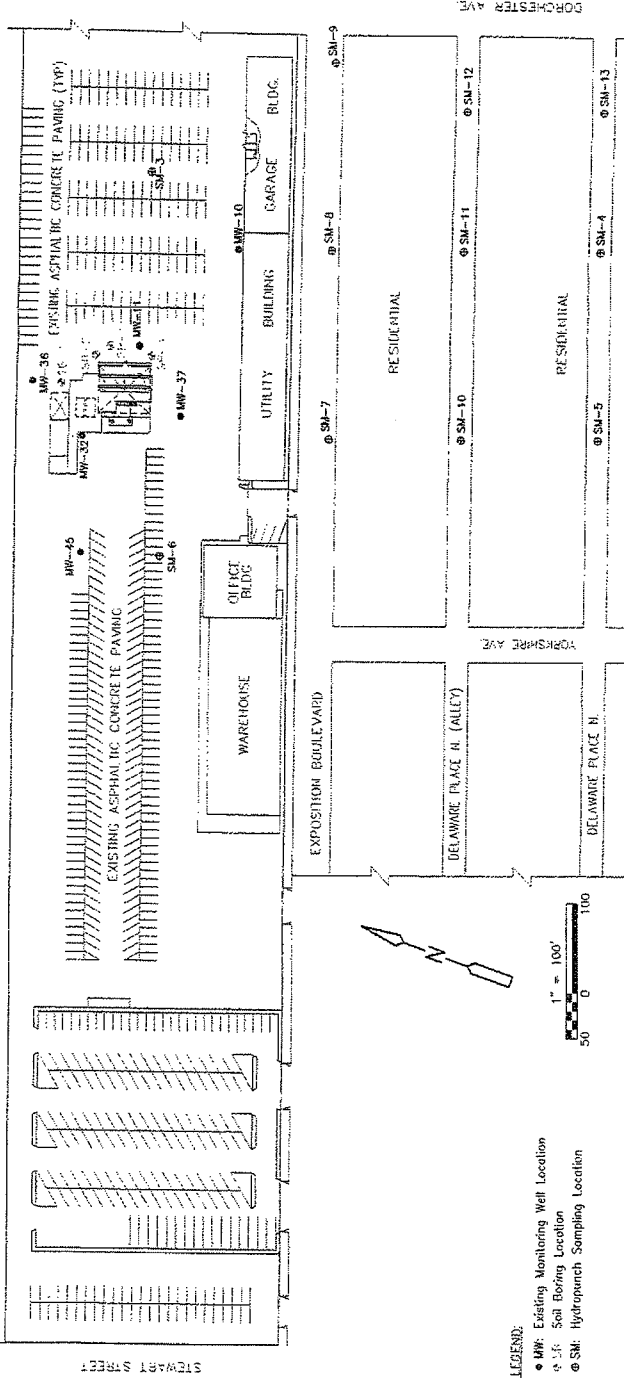 DORCHESTER AVE.
EXISTING ASPHALTIC CONCRETE PAVING (TYP)
SM-3
MW-36
MW-11
MW-32
MW-37
MW-10
GARAGE BLDG.
UTILITY BUILDING
MW-45
SM-6
EXISTING ASPHALTIC CONCRETE PAVING
OFFICE
BLDG
WAREHOUSE
SM-9
SM-8
SM-7
RESIDENTIAL
SM-12
SM-11
SM-10
RESIDENTIAL
SM-13
SM-4
SM-5
YORKSHIRE AVE.
EXPOSITION BOULEVARD
DELAWARE PLACE N. (ALLEY)
DELAWARE PLACE N.
N
1" = 100'
50 0 100
STEWART STREET
LEGEND:
MW: Existing Monitoring Well Location
Soil Boring Location
SM: Hydropunch Sampling Location